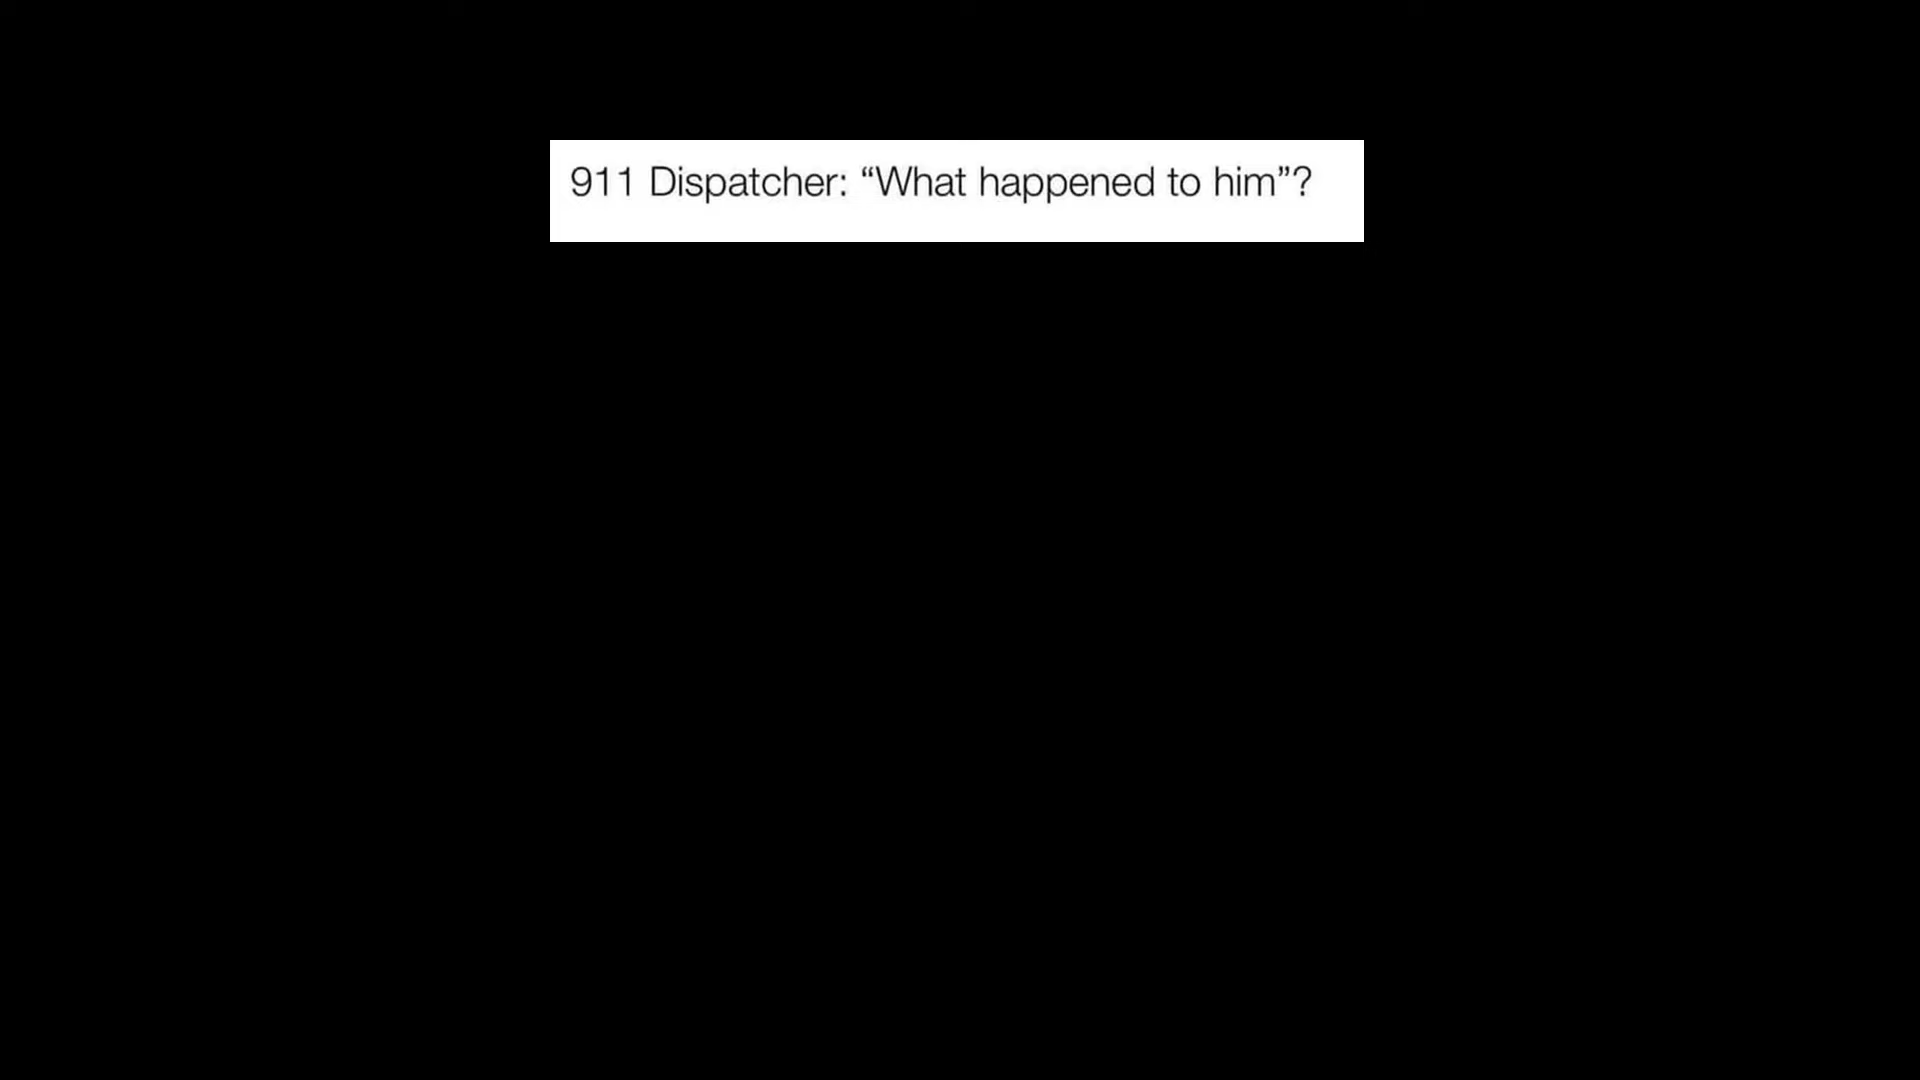 911 Dispatcher: “What happened to him”?